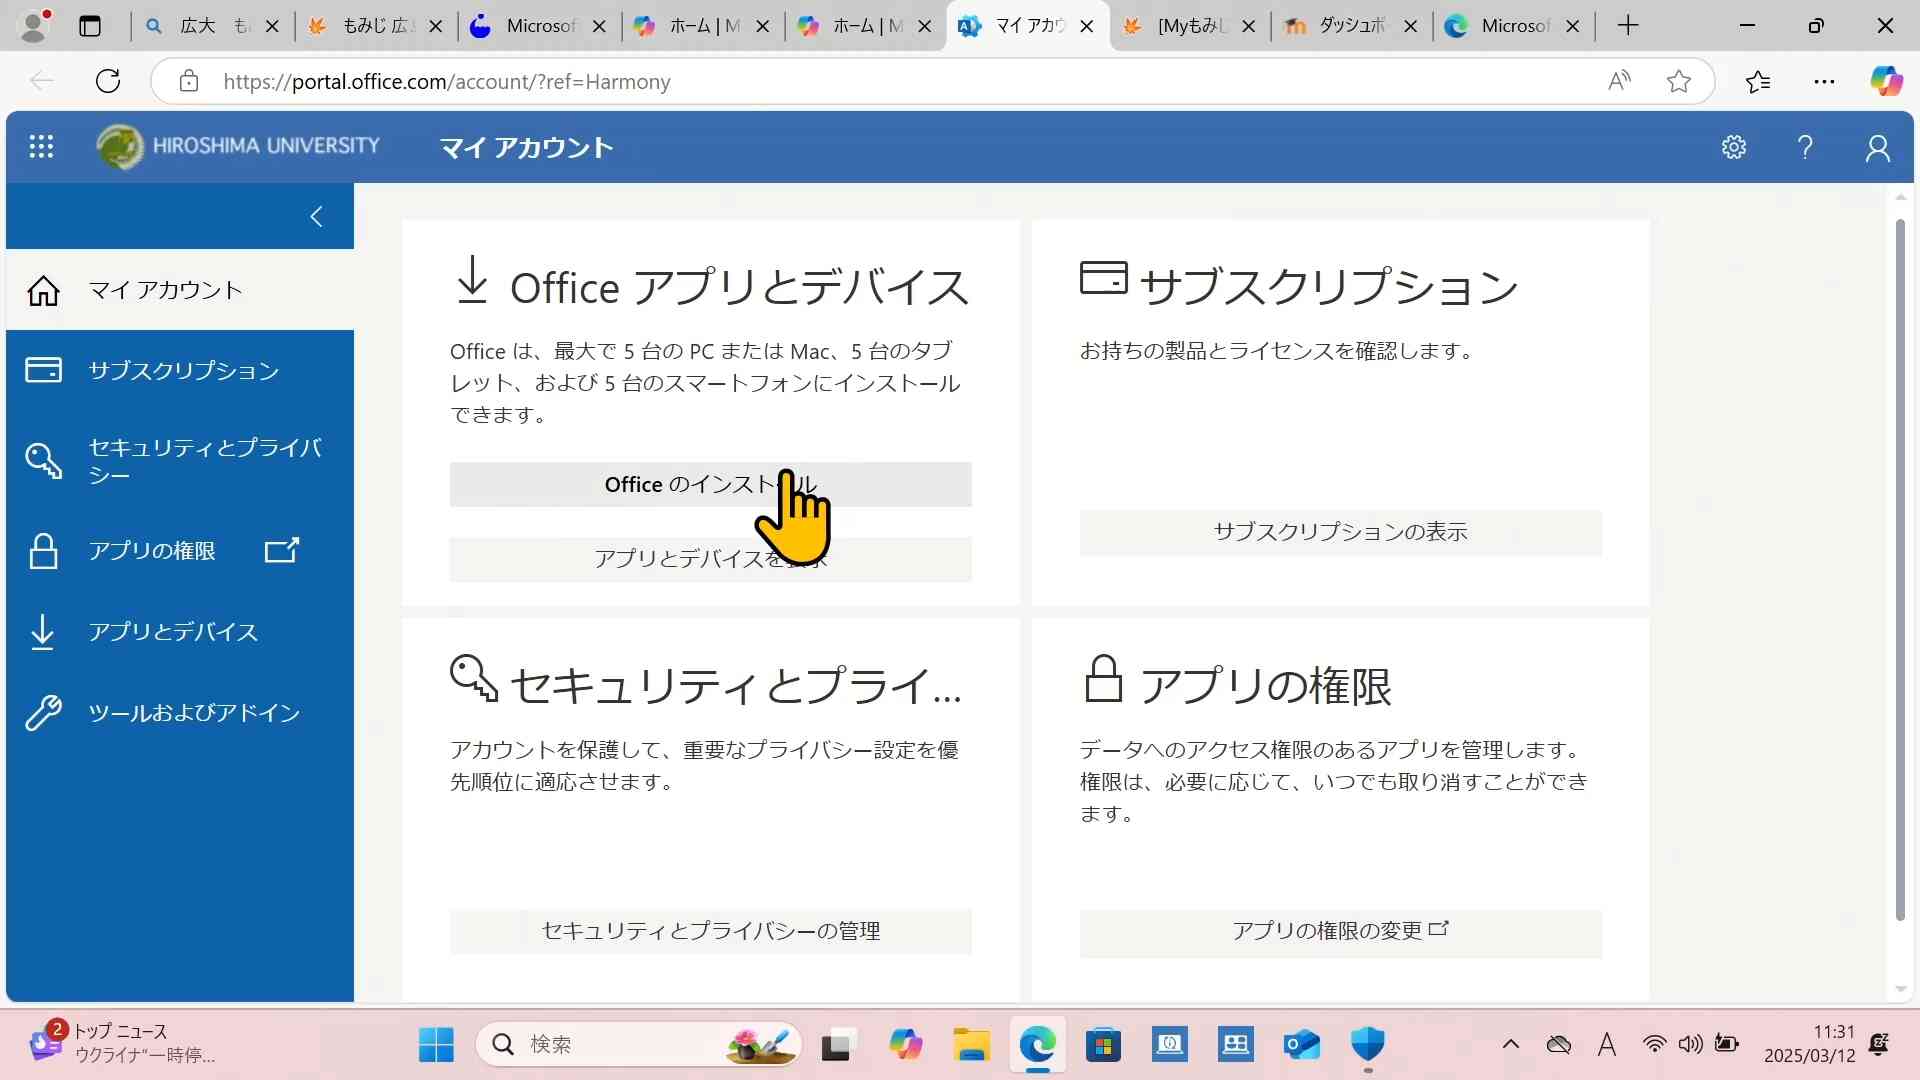 広大
もみじ 広
Microsof
ホーム | M
ホーム | M
マイ アカウ
[Myもみじ
ダッシュボ
Microsof
https://portal.office.com/account/?ref=Harmony
HIROSHIMA UNIVERSITY
マイ アカウント
マイ アカウント
サブスクリプション
セキュリティとプライバ
シー
アプリの権限
アプリとデバイス
ツールおよびアドイン
Office アプリとデバイス
Office は、最大で 5 台の PC または Mac、5 台のタブ
レット、および 5 台のスマートフォンにインストール
できます。
Office のインストール
アプリとデバイスを表示
サブスクリプション
お持ちの製品とライセンスを確認します。
サブスクリプションの表示
セキュリティとプライ...
アカウントを保護して、重要なプライバシー設定を優
先順位に適応させます。
セキュリティとプライバシーの管理
アプリの権限
データへのアクセス権限のあるアプリを管理します。
権限は、必要に応じて、いつでも取り消すことができ
ます。
アプリの権限の変更
2
トップ ニュース
ウクライナ"一時停...
検索
A
11:31
2025/03/12